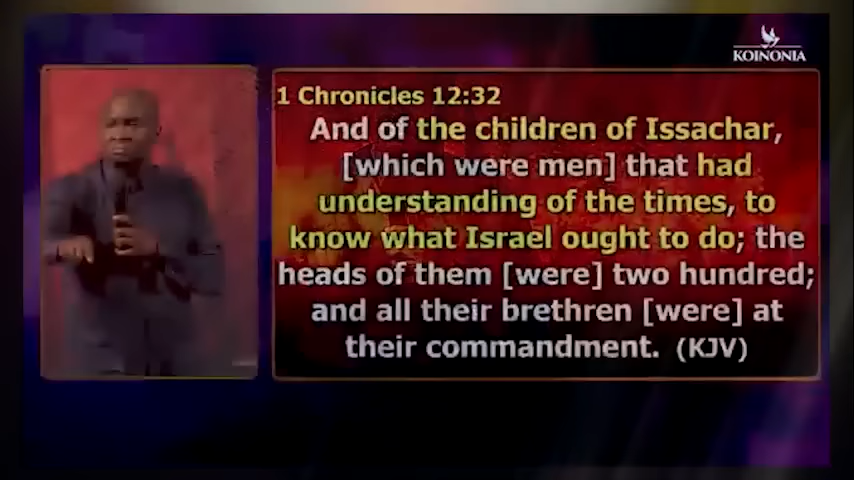 KOINONIA
1 Chronicles 12:32
And of the children of Issachar,
[which were men] that had
understanding of the times, to
know what Israel ought to do; the
heads of them [were] two hundred;
and all their brethren [were] at
their commandment. (KJV)